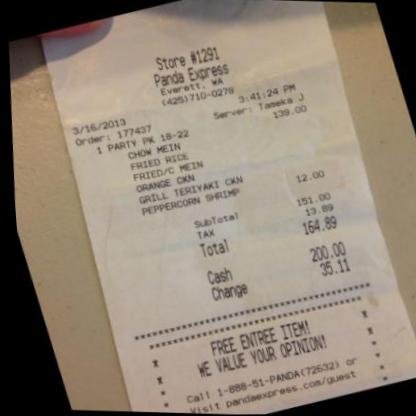 Store #1291
Panda Express
Everett, WA
(425)710-0278
3/16/2013 3:41:24 PM
Order: 177437 Server: Tameka J
1 PARTY PK 18-22 139.00
CHOW MEIN
FRIED RICE
FRIED/C MEIN
ORANGE CKN
GRILL TERIYAKI CKN
PEPPERCORN SHRIMP 12.00
SubTotal 151.00
TAX 13.89
Total 164.89
Cash 200.00
Change 35.11
FREE ENTREE ITEM!
WE VALUE YOUR OPINION!
Call 1-888-51-PANDA(72632) or
visit pandaexpress.com/guest